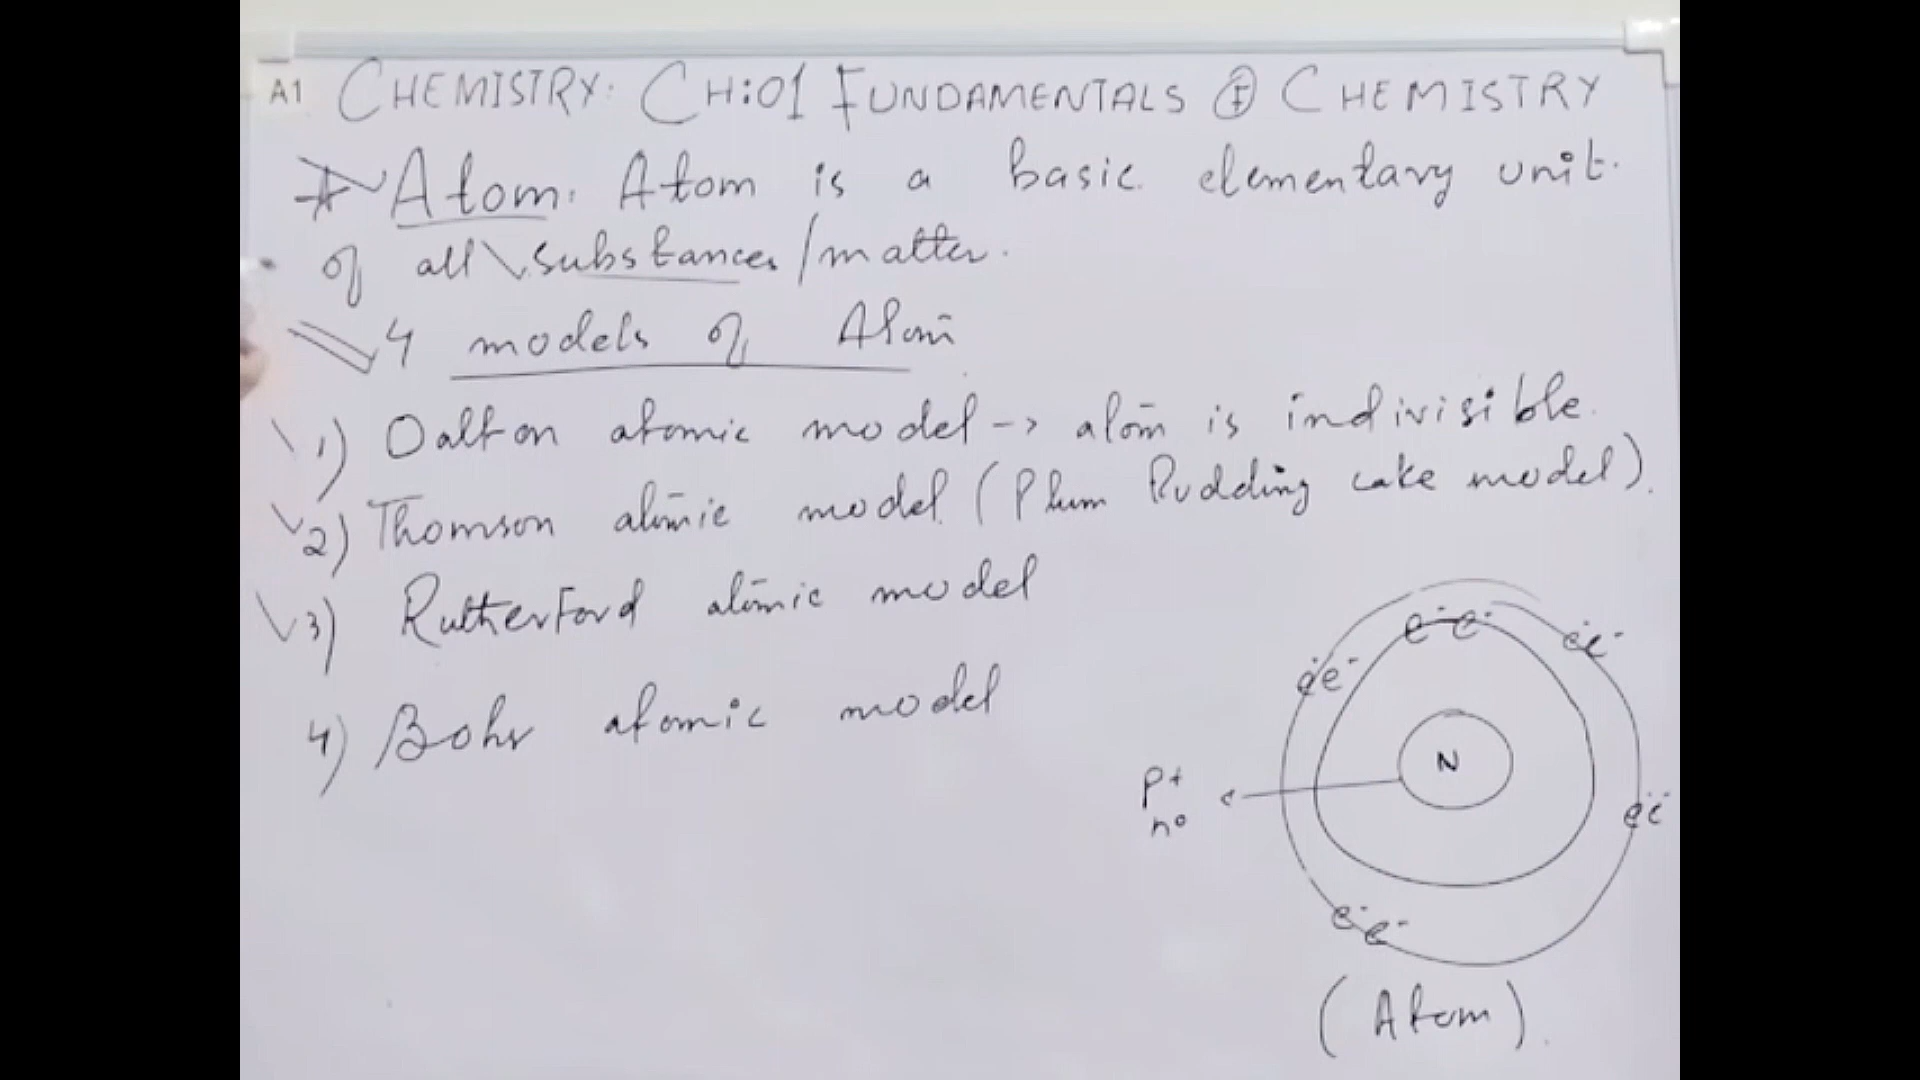 A1 CHEMISTRY: CH:01 FUNDAMENTALS OF CHEMISTRY
Atom. Atom is a basic elementary unit.
of all substances/matter.
4 models of Atom
1) Dalton atomic model -> atom is indivisible.
2) Thomson atomic model (Plum Pudding cake model).
3) Rutherford atomic model
4) Bohr atomic model
e- e-
e- e-
e- e-
N
p+
n°
e- e-
e- e-
(Atom).